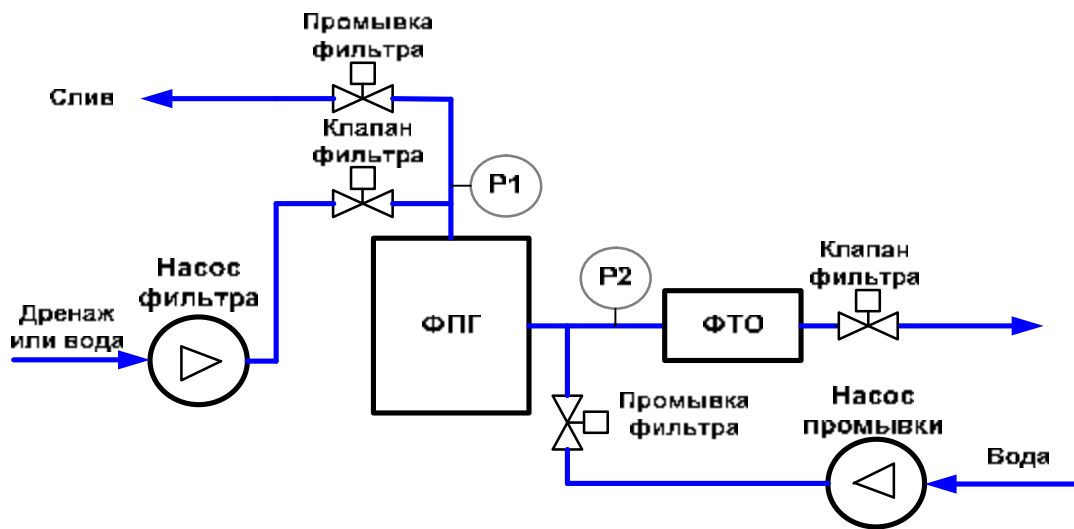 Промывка
фильтра
Слив
Клапан
фильтра
P1
Насос
фильтра
Дренаж
или вода
ФПГ
P2
ФТО
Клапан
фильтра
Промывка
фильтра
Насос
промывки
Вода